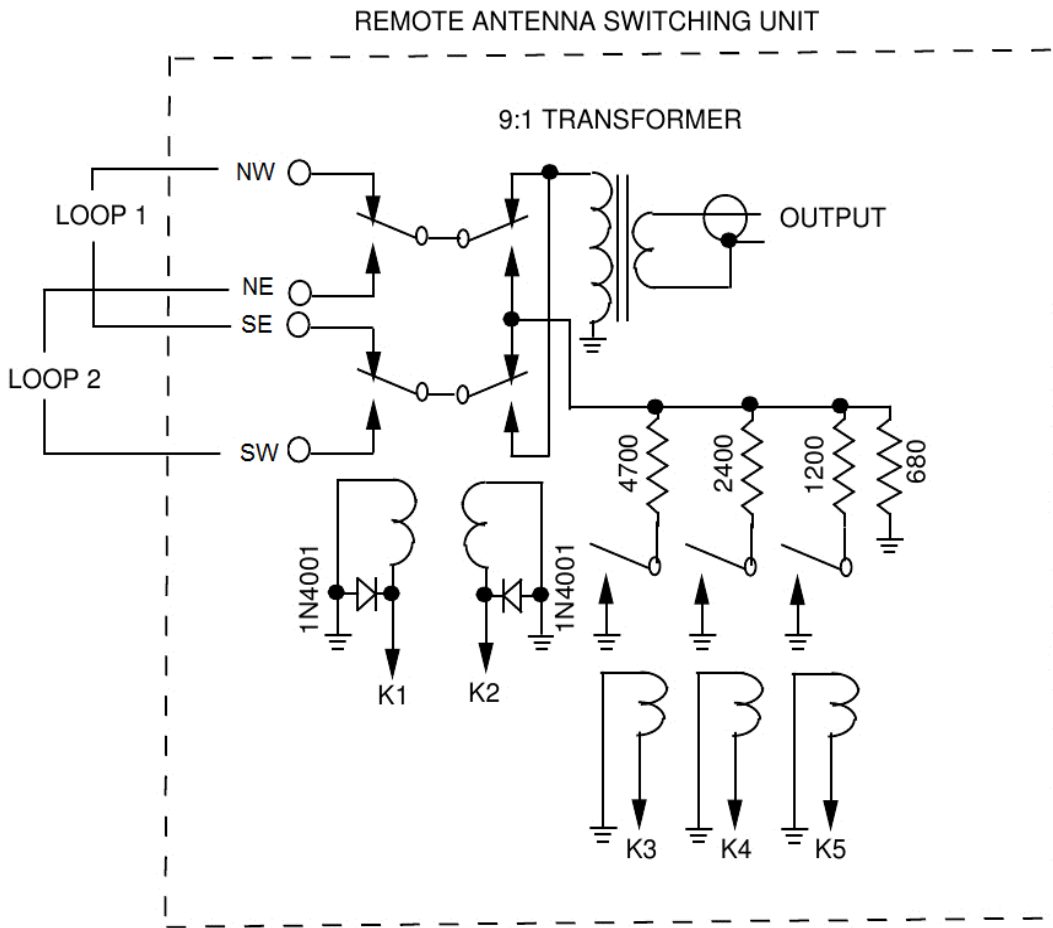 REMOTE ANTENNA SWITCHING UNIT
9:1 TRANSFORMER
NW
LOOP 1
OUTPUT
NE
SE
LOOP 2
SW
4700
2400
1200
680
1N4001
1N4001
K1
K2
K3
K4
K5